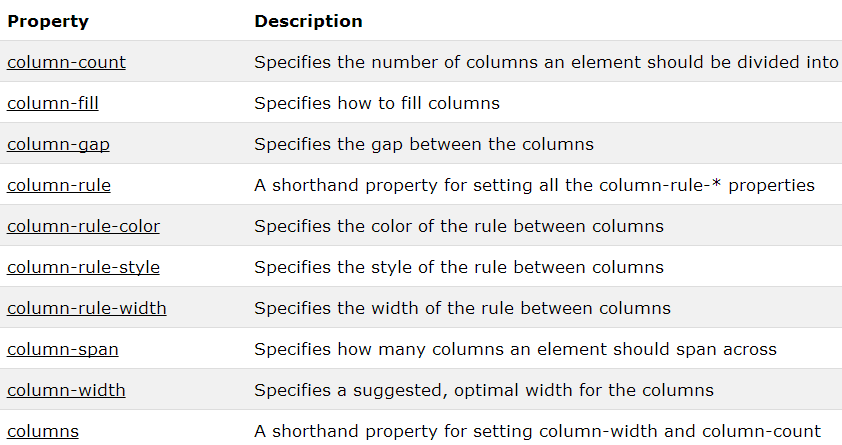 Property Description
column-count Specifies the number of columns an element should be divided into
column-fill Specifies how to fill columns
column-gap Specifies the gap between the columns
column-rule A shorthand property for setting all the column-rule-* properties
column-rule-color Specifies the color of the rule between columns
column-rule-style Specifies the style of the rule between columns
column-rule-width Specifies the width of the rule between columns
column-span Specifies how many columns an element should span across
column-width Specifies a suggested, optimal width for the columns
columns A shorthand property for setting column-width and column-count